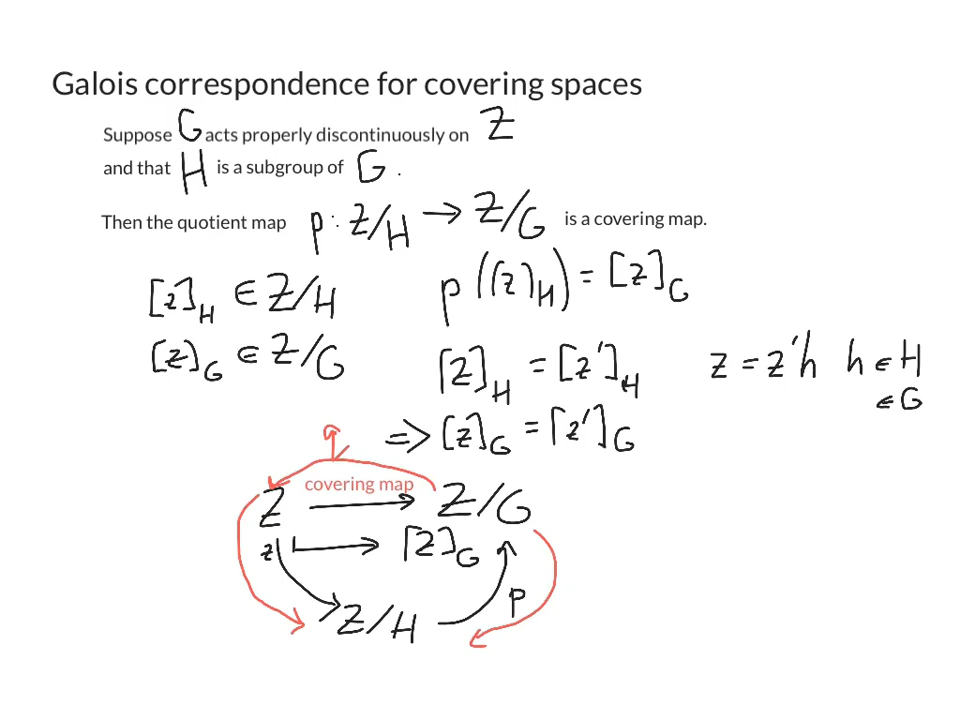 Galois correspondence for covering spaces
Suppose G acts properly discontinuously on Z
and that H is a subgroup of G .
Then the quotient map p : Z/H → Z/G is a covering map.
[z]_H ∈ Z/H p([z]_H) = [z]_G
[z]_G ∈ Z/G [z]_H = [z']_H z = z'h h ∈ H
∈ G
=> [z]_G = [z']_G
q
covering map
Z → Z/G
z ↦ [z]_G
p
Z/H